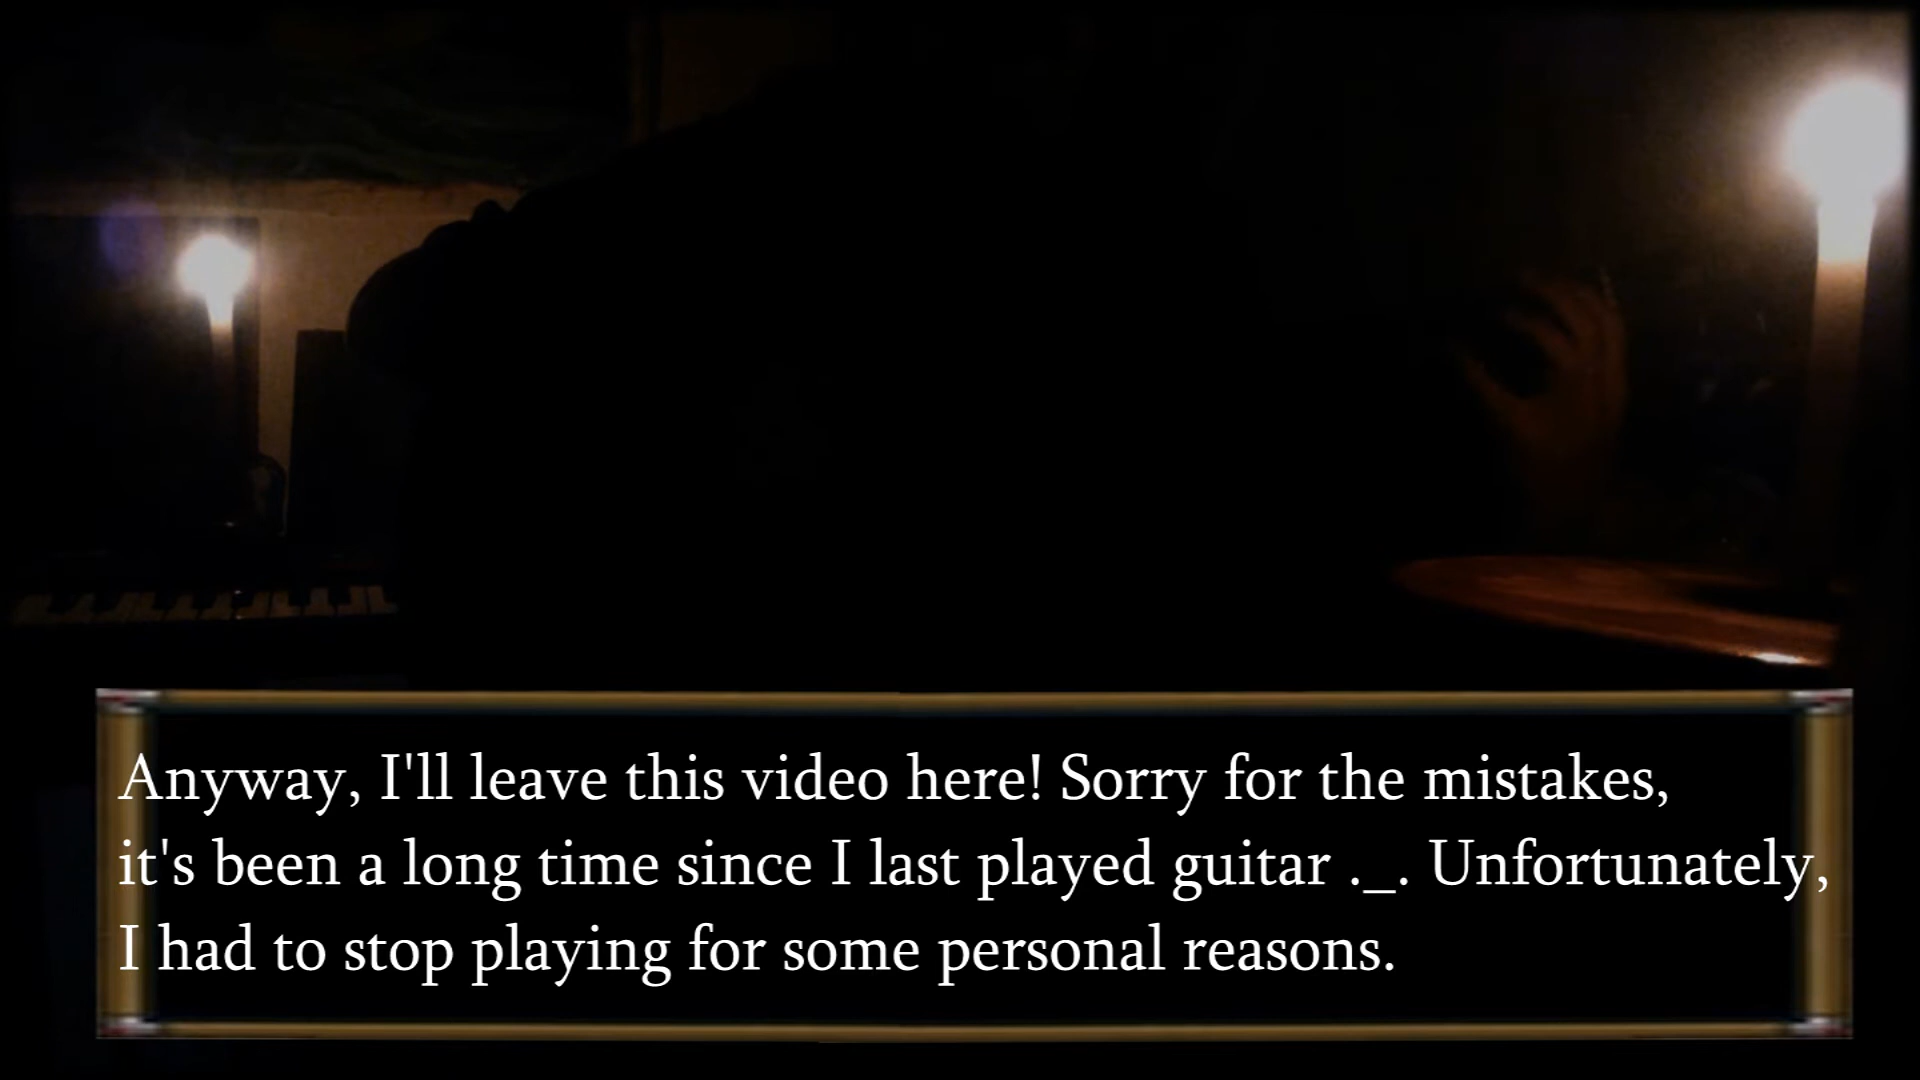 Anyway, I'll leave this video here! Sorry for the mistakes,
it's been a long time since I last played guitar ._. Unfortunately,
I had to stop playing for some personal reasons.